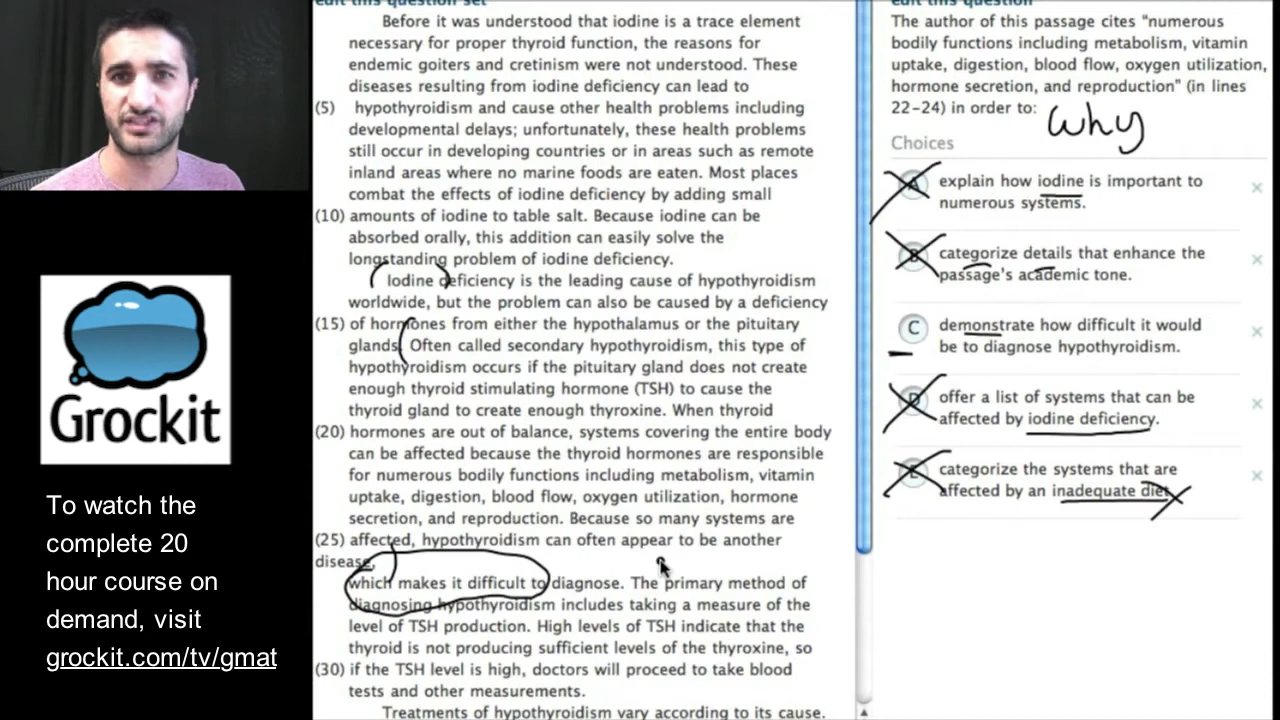 edit this question set
Before it was understood that iodine is a trace element
necessary for proper thyroid function, the reasons for
endemic goiters and cretinism were not understood. These
diseases resulting from iodine deficiency can lead to
(5) hypothyroidism and cause other health problems including
developmental delays; unfortunately, these health problems
still occur in developing countries or in areas such as remote
inland areas where no marine foods are eaten. Most places
combat the effects of iodine deficiency by adding small
(10) amounts of iodine to table salt. Because iodine can be
absorbed orally, this addition can easily solve the
longstanding problem of iodine deficiency.
Iodine deficiency is the leading cause of hypothyroidism
worldwide, but the problem can also be caused by a deficiency
(15) of hormones from either the hypothalamus or the pituitary
glands. Often called secondary hypothyroidism, this type of
hypothyroidism occurs if the pituitary gland does not create
enough thyroid stimulating hormone (TSH) to cause the
thyroid gland to create enough thyroxine. When thyroid
(20) hormones are out of balance, systems covering the entire body
can be affected because the thyroid hormones are responsible
for numerous bodily functions including metabolism, vitamin
uptake, digestion, blood flow, oxygen utilization, hormone
secretion, and reproduction. Because so many systems are
(25) affected, hypothyroidism can often appear to be another
disease,
which makes it difficult to diagnose. The primary method of
diagnosing hypothyroidism includes taking a measure of the
level of TSH production. High levels of TSH indicate that the
thyroid is not producing sufficient levels of the thyroxine, so
(30) if the TSH level is high, doctors will proceed to take blood
tests and other measurements.
Treatments of hypothyroidism vary according to its cause.
edit this question
The author of this passage cites "numerous
bodily functions including metabolism, vitamin
uptake, digestion, blood flow, oxygen utilization,
hormone secretion, and reproduction" (in lines
22-24) in order to:
why
Choices
A explain how iodine is important to
numerous systems.
B categorize details that enhance the
passage's academic tone.
C demonstrate how difficult it would
be to diagnose hypothyroidism.
D offer a list of systems that can be
affected by iodine deficiency.
E categorize the systems that are
affected by an inadequate diet.
Grockit
To watch the
complete 20
hour course on
demand, visit
grockit.com/tv/gmat